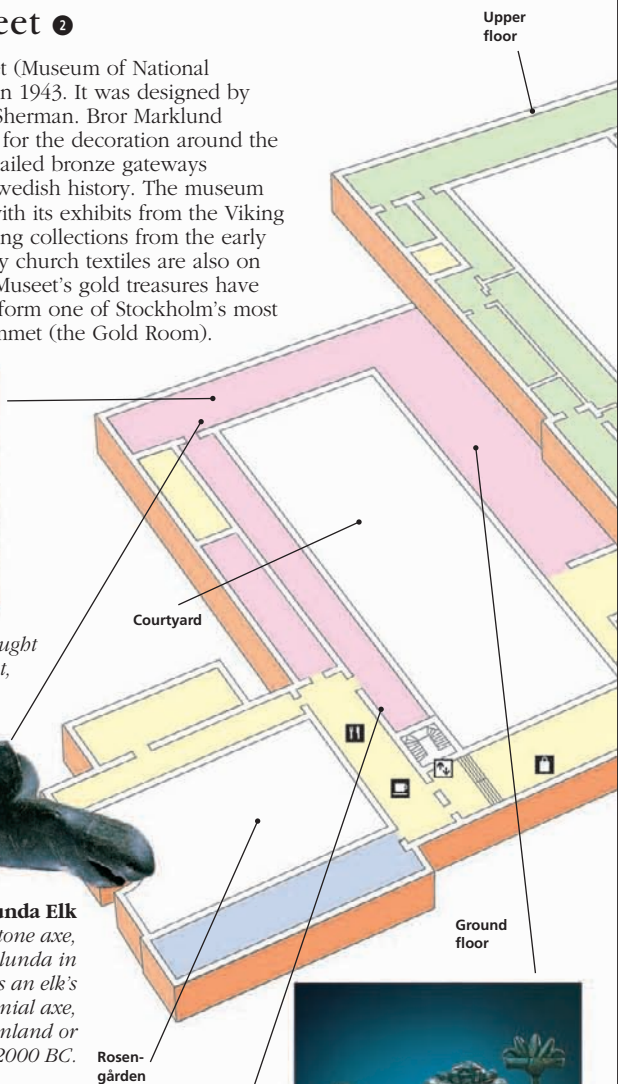 eet 2
t (Museum of National
n 1943. It was designed by
Sherman. Bror Marklund
for the decoration around the
ailed bronze gateways
wedish history. The museum
with its exhibits from the Viking
ng collections from the early
y church textiles are also on
Museet's gold treasures have
form one of Stockholm's most
nmet (the Gold Room).
Upper
floor
Courtyard
ught
t,
unda Elk
tone axe,
lunda in
s an elk's
nial axe,
nland or
2000 BC.
Ground
floor
Rosen-
gården